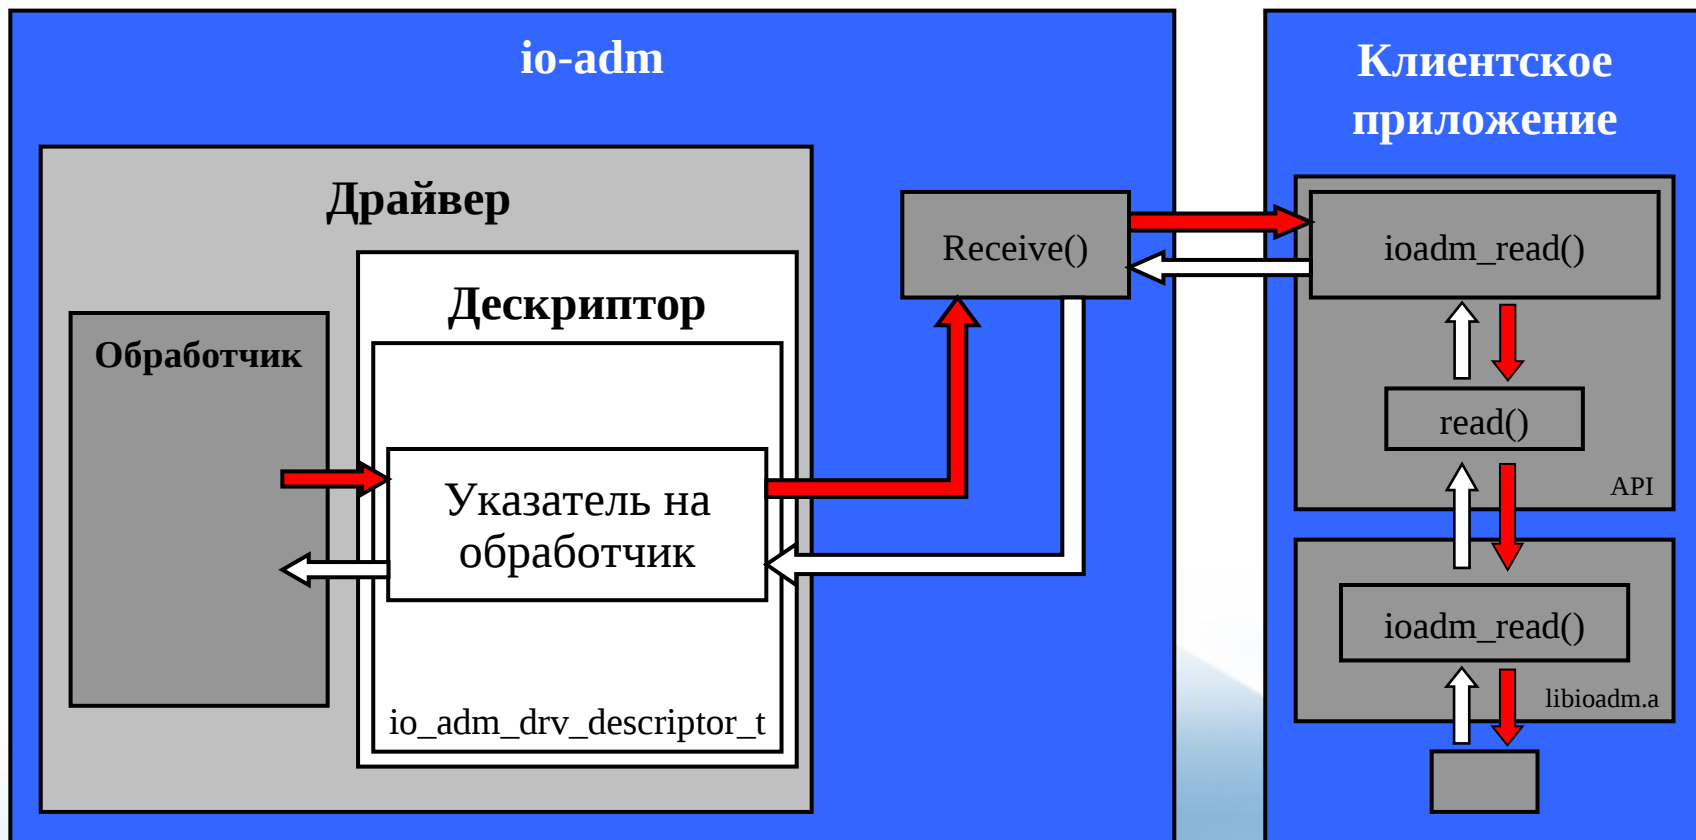 io-adm
Драйвер
Дескриптор
Обработчик
Указатель на
обработчик
io_adm_drv_descriptor_t
Receive()
Клиентское
приложение
ioadm_read()
read()
API
ioadm_read()
libioadm.a